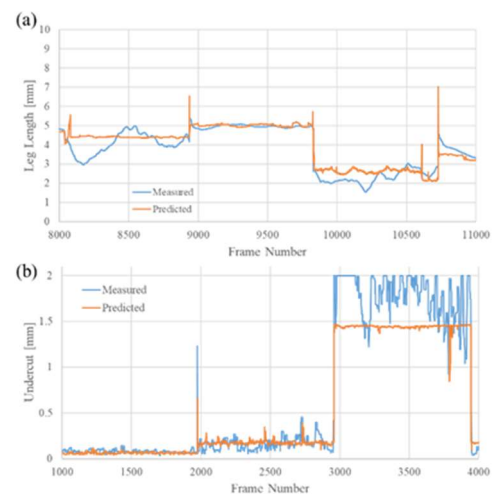 (a)
10
9
8
7
6
5
4
3
2
1
0
Leg Length [mm]
Measured
Predicted
8000 8500 9000 9500 10000 10500 11000
Frame Number
(b)
2
1.5
1
0.5
0
Undercut [mm]
Measured
Predicted
1000 1500 2000 2500 3000 3500 4000
Frame Number